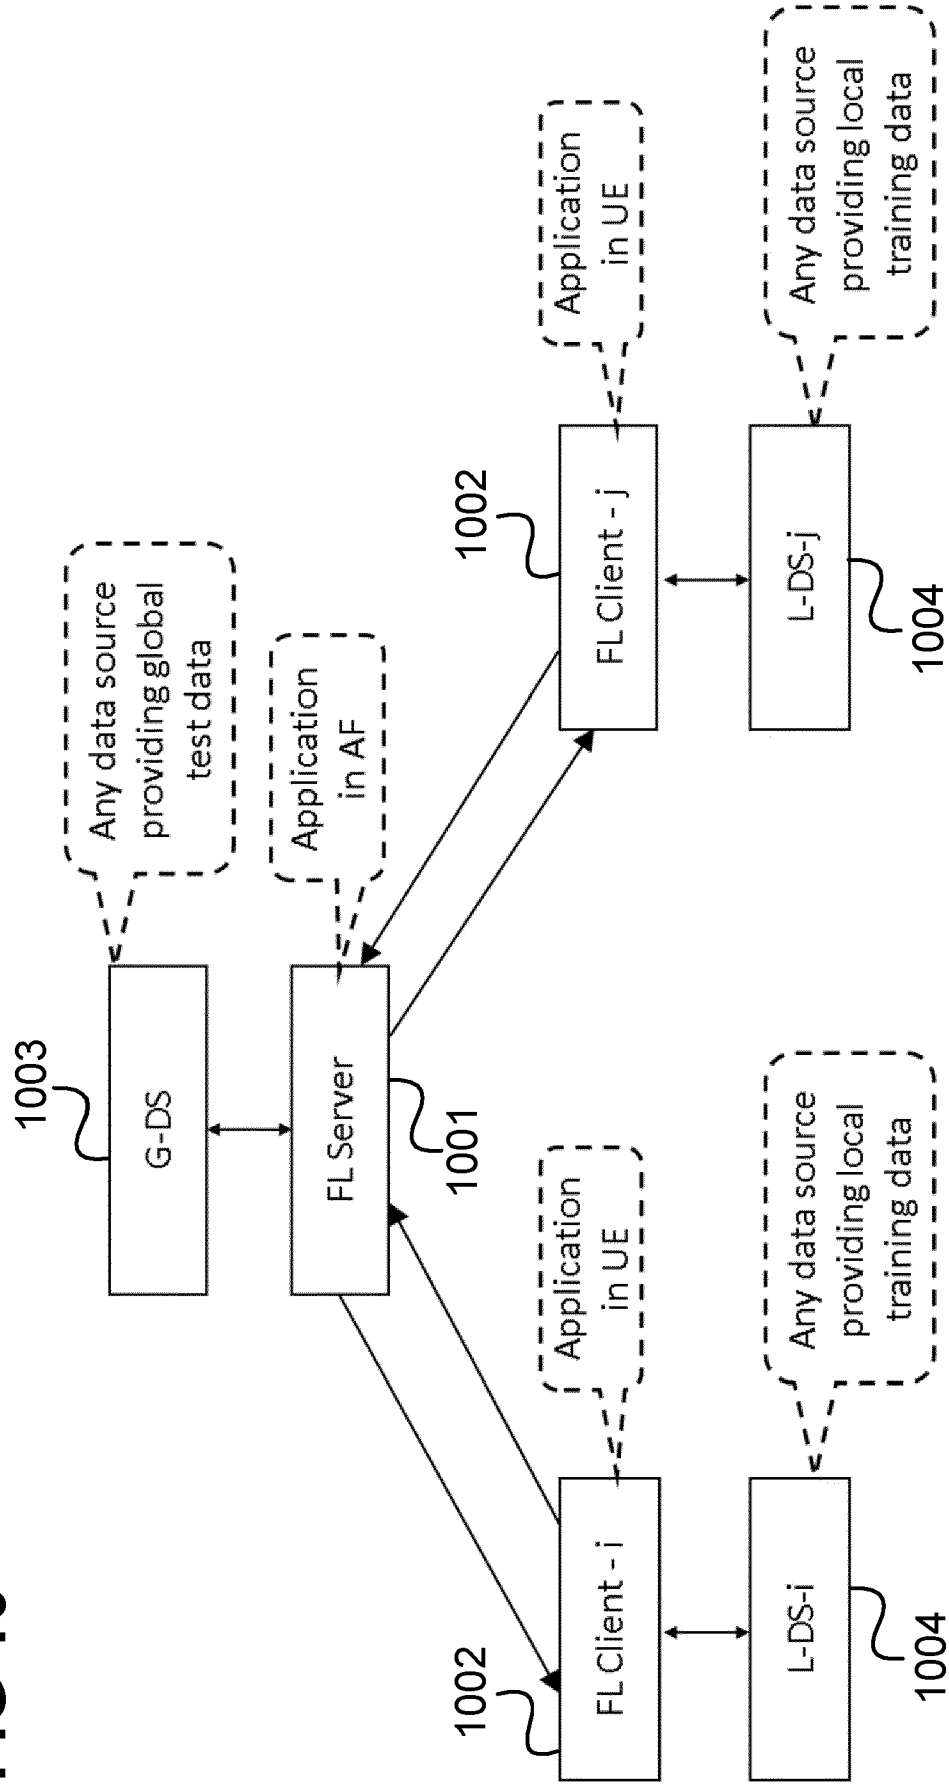 1003
G-DS
Any data source
providing global
test data
FL Server
Application
in AF
1001
1002
FL Client - i
Application
in UE
1002
FL Client - j
Application
in UE
L-DS-i
Any data source
providing local
training data
1004
L-DS-j
Any data source
providing local
training data
1004